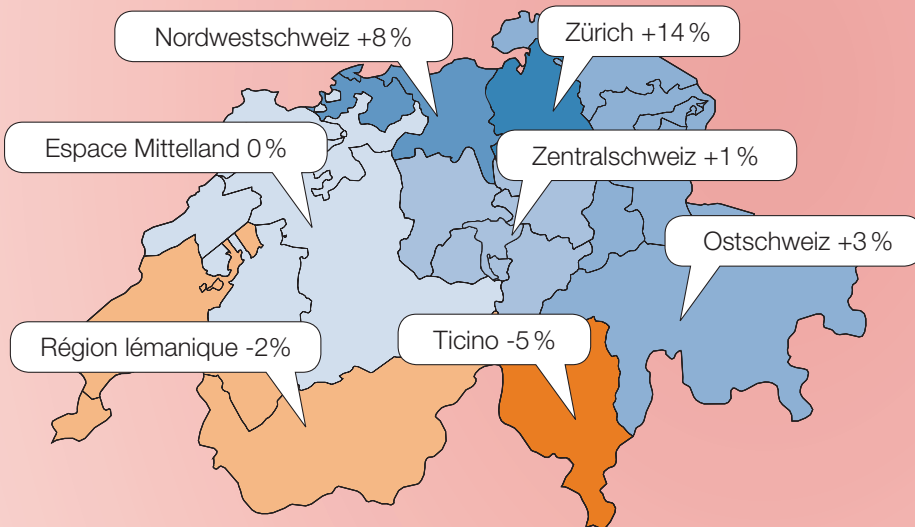 Nordwestschweiz +8 %
Zürich +14 %
Espace Mittelland 0 %
Zentralschweiz +1 %
Ostschweiz +3 %
Région lémanique -2%
Ticino -5 %